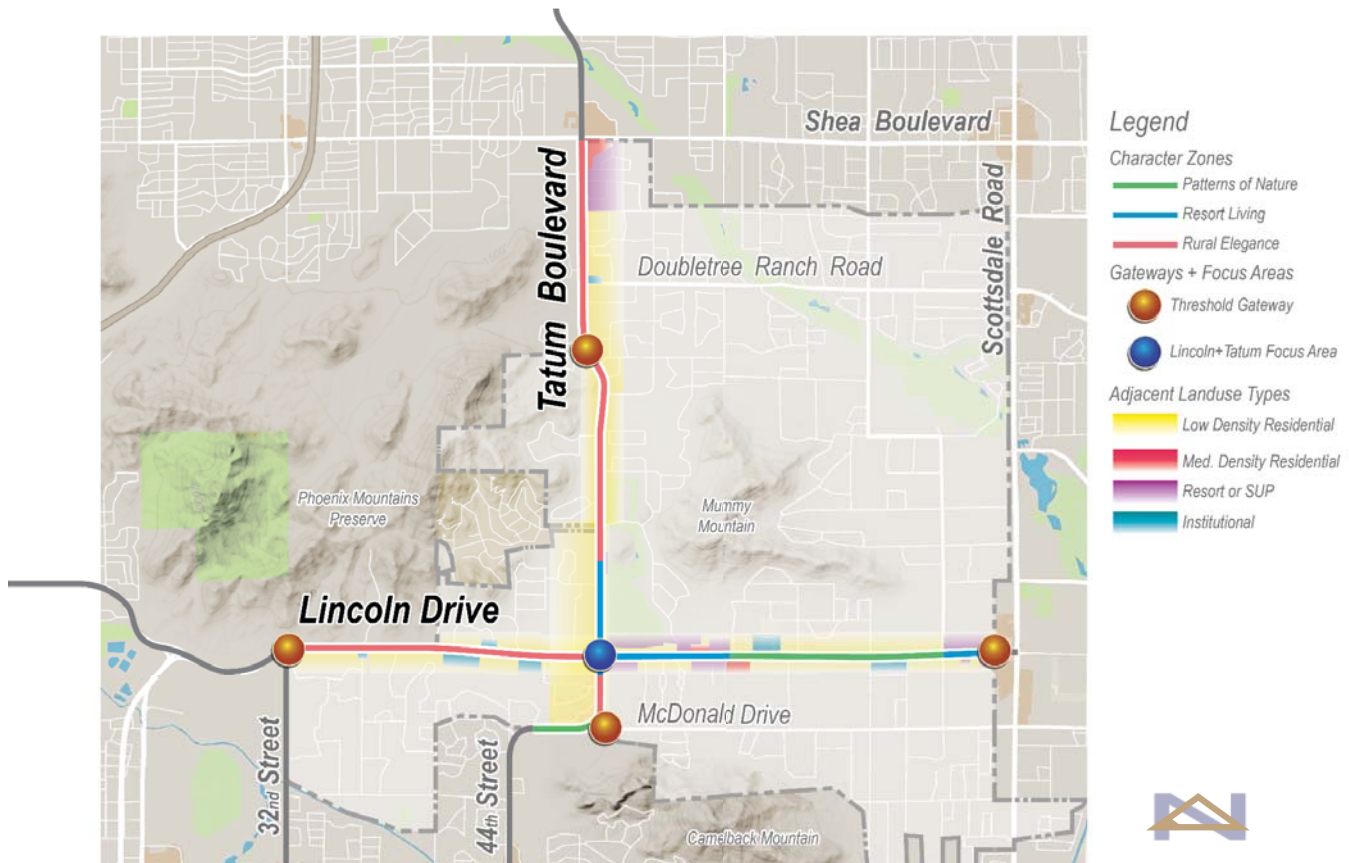 Shea Boulevard
Tatum Boulevard
Scottsdale Road
Doubletree Ranch Road
Phoenix Mountains
Preserve
Mummy
Mountain
Lincoln Drive
McDonald Drive
32nd Street
44th Street
Camelback Mountain
Legend
Character Zones
Patterns of Nature
Resort Living
Rural Elegance
Gateways + Focus Areas
Threshold Gateway
Lincoln+Tatum Focus Area
Adjacent Landuse Types
Low Density Residential
Med. Density Residential
Resort or SUP
Institutional
N